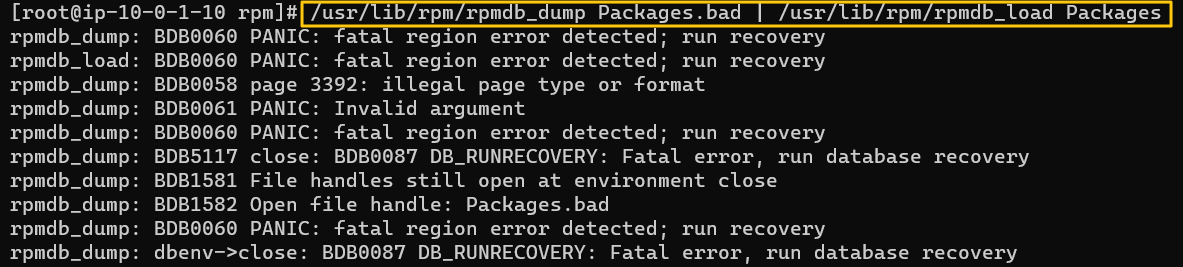 [root@ip-10-0-1-10 rpm]# /usr/lib/rpm/rpmdb_dump Packages.bad | /usr/lib/rpm/rpmdb_load Packages
rpmdb_dump: BDB0060 PANIC: fatal region error detected; run recovery
rpmdb_load: BDB0060 PANIC: fatal region error detected; run recovery
rpmdb_dump: BDB0058 page 3392: illegal page type or format
rpmdb_dump: BDB0061 PANIC: Invalid argument
rpmdb_dump: BDB0060 PANIC: fatal region error detected; run recovery
rpmdb_dump: BDB5117 close: BDB0087 DB_RUNRECOVERY: Fatal error, run database recovery
rpmdb_dump: BDB1581 File handles still open at environment close
rpmdb_dump: BDB1582 Open file handle: Packages.bad
rpmdb_dump: BDB0060 PANIC: fatal region error detected; run recovery
rpmdb_dump: dbenv->close: BDB0087 DB_RUNRECOVERY: Fatal error, run database recovery